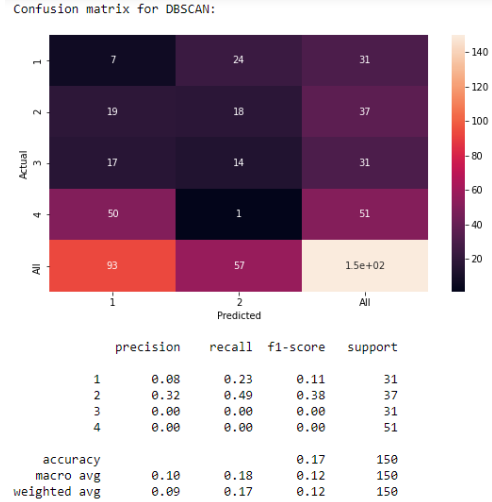 Confusion matrix for DBSCAN:
1 7 24 31
2 19 18 37
3 17 14 31
4 50 1 51
All 93 57 1.5e+02
Actual
1 2 All
Predicted
140
120
100
80
60
40
20
precision recall f1-score support
1 0.08 0.23 0.11 31
2 0.32 0.49 0.38 37
3 0.00 0.00 0.00 31
4 0.00 0.00 0.00 51
accuracy 0.17 150
macro avg 0.10 0.18 0.12 150
weighted avg 0.09 0.17 0.12 150